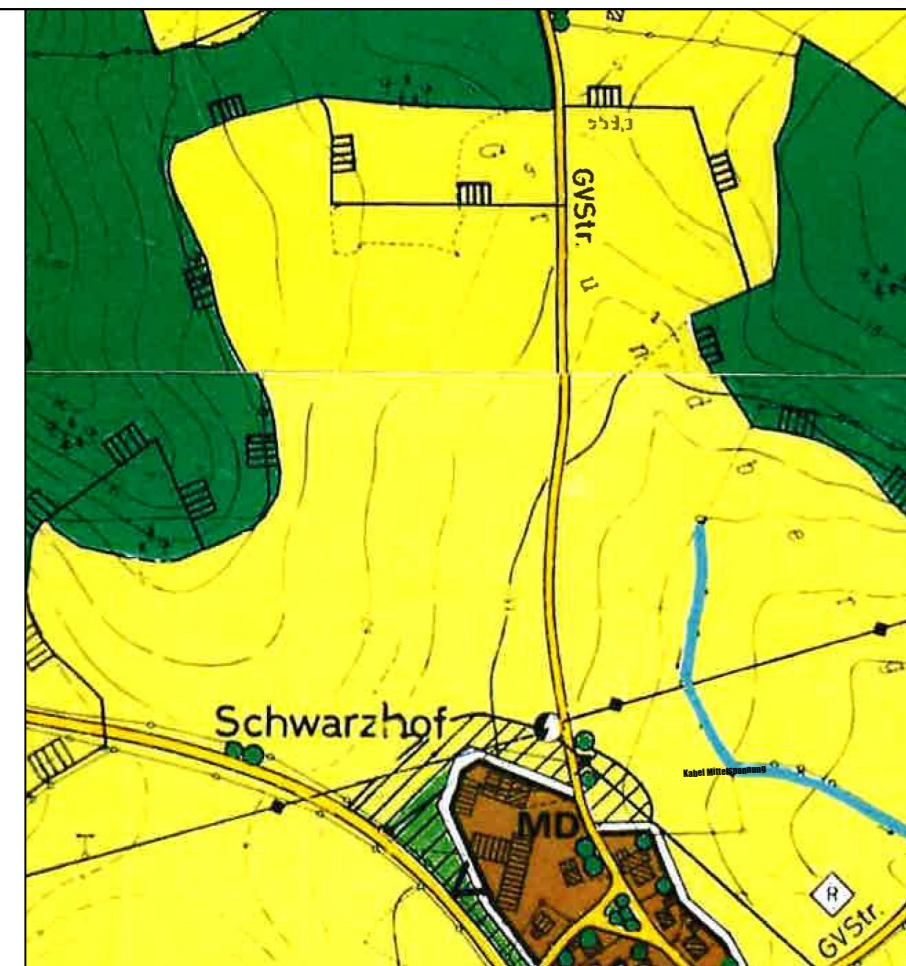 GVStr.
Schwarzhof
MD
Kabel Mittelspannung
R
GVStr.